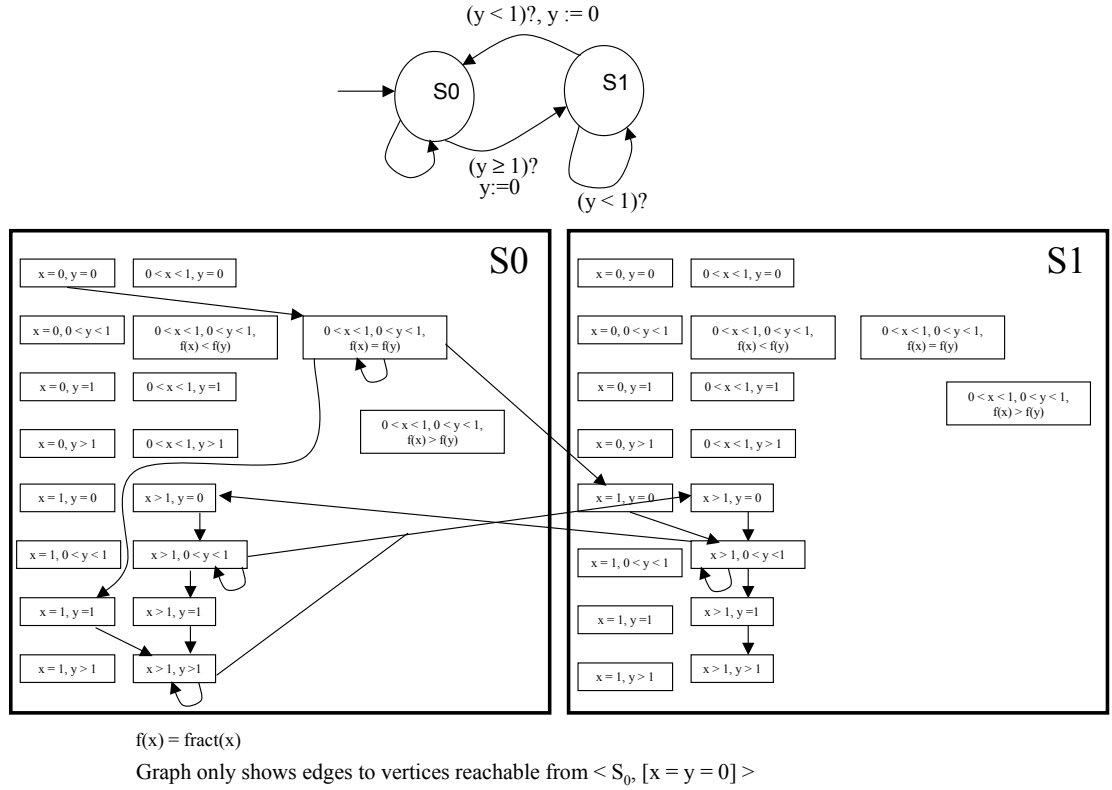 (y < 1)?, y := 0
S0
S1
(y ≥ 1)?
y:=0
(y < 1)?
S0
x = 0, y = 0
0 < x < 1, y = 0
x = 0, 0 < y < 1
0 < x < 1, 0 < y < 1,
f(x) < f(y)
0 < x < 1, 0 < y < 1,
f(x) = f(y)
x = 0, y =1
0 < x < 1, y =1
0 < x < 1, 0 < y < 1,
f(x) > f(y)
x = 0, y > 1
0 < x < 1, y > 1
x = 1, y = 0
x > 1, y = 0
x = 1, 0 < y < 1
x > 1, 0 < y < 1
x = 1, y =1
x > 1, y =1
x = 1, y > 1
x > 1, y >1
S1
x = 0, y = 0
0 < x < 1, y = 0
x = 0, 0 < y < 1
0 < x < 1, 0 < y < 1,
f(x) < f(y)
0 < x < 1, 0 < y < 1,
f(x) = f(y)
x = 0, y =1
0 < x < 1, y =1
0 < x < 1, 0 < y < 1,
f(x) > f(y)
x = 0, y > 1
0 < x < 1, y > 1
x = 1, y = 0
x > 1, y = 0
x = 1, 0 < y < 1
x > 1, 0 < y <1
x = 1, y =1
x > 1, y =1
x = 1, y > 1
x > 1, y > 1
f(x) = fract(x)
Graph only shows edges to vertices reachable from < S₀, [x = y = 0] >